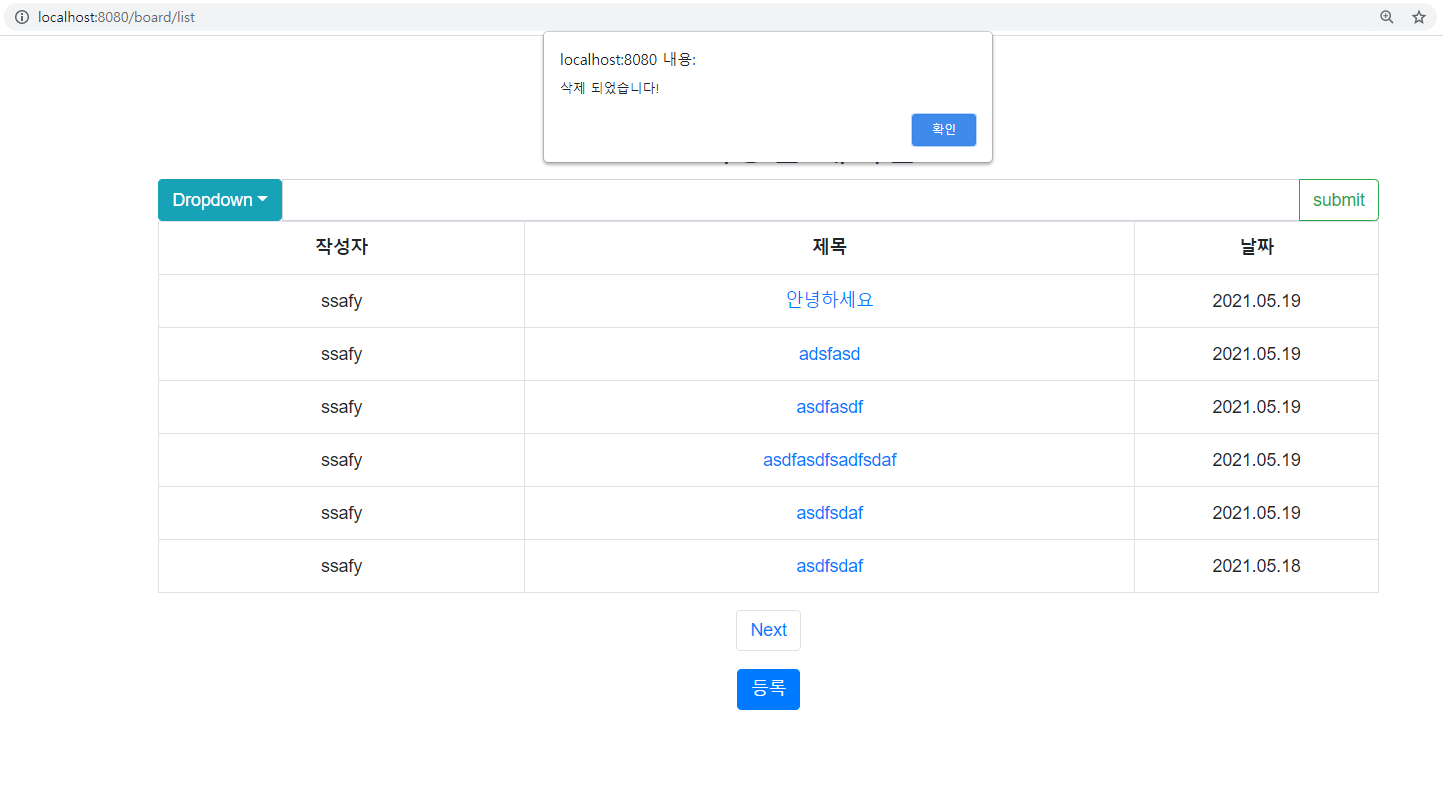 localhost:8080/board/list
localhost:8080 내용:
삭제 되었습니다!
확인
Dropdown submit
작성자 제목 날짜
ssafy 안녕하세요 2021.05.19
ssafy adsfasd 2021.05.19
ssafy asdfasdf 2021.05.19
ssafy asdfasdfsadfsdaf 2021.05.19
ssafy asdfsdaf 2021.05.19
ssafy asdfsdaf 2021.05.18
Next
등록